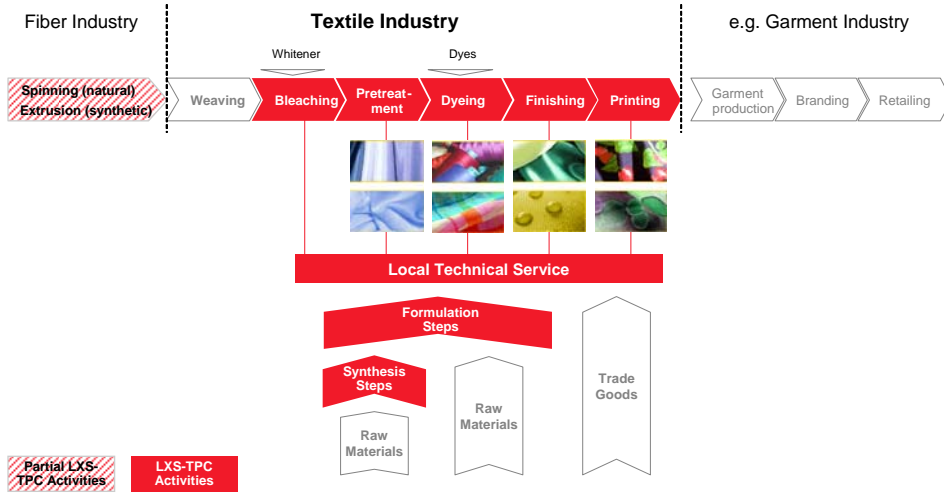 Fiber Industry
Textile Industry
e.g. Garment Industry
Whitener
Dyes
Spinning (natural)
Extrusion (synthetic)
Weaving
Bleaching
Pretreat-
ment
Dyeing
Finishing
Printing
Garment
production
Branding
Retailing
Local Technical Service
Formulation
Steps
Synthesis
Steps
Raw
Materials
Raw
Materials
Trade
Goods
Partial LXS-
TPC Activities
LXS-TPC
Activities